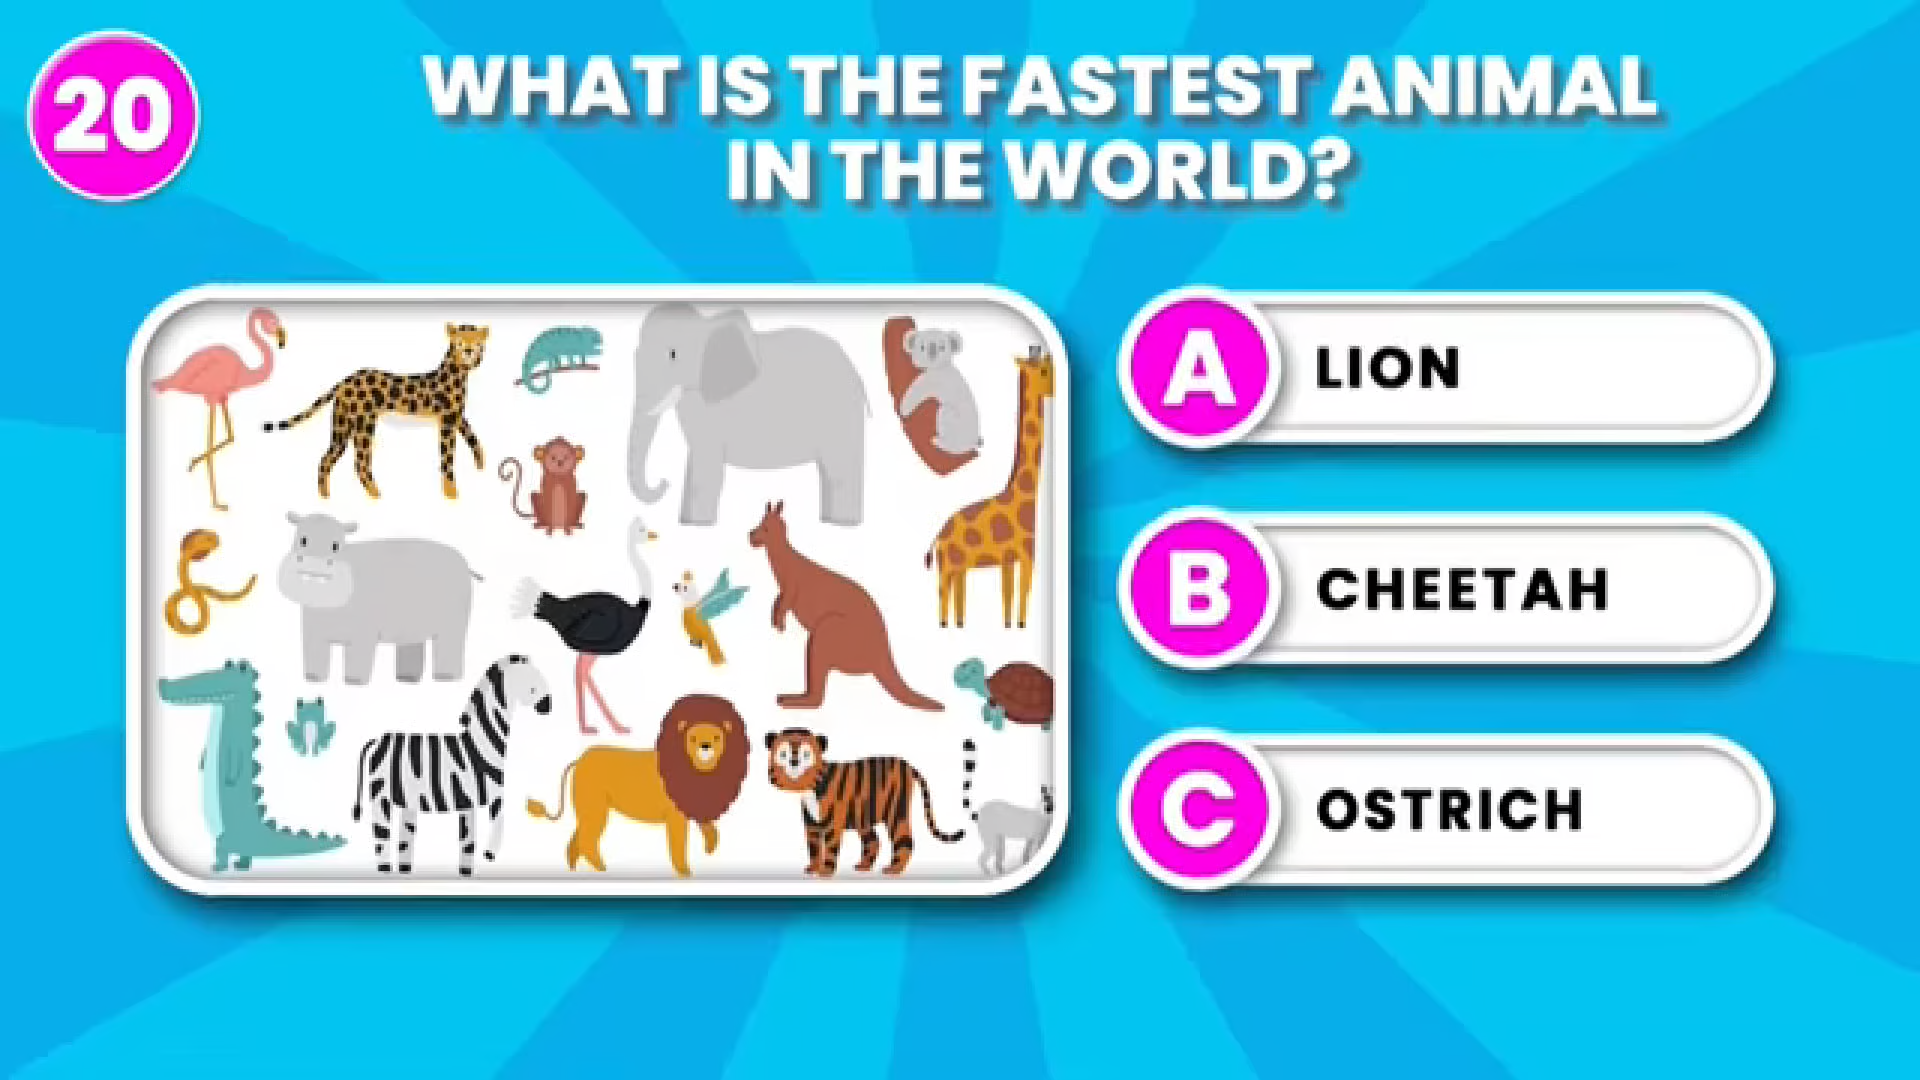 20
WHAT IS THE FASTEST ANIMAL
IN THE WORLD?
A LION
B CHEETAH
C OSTRICH